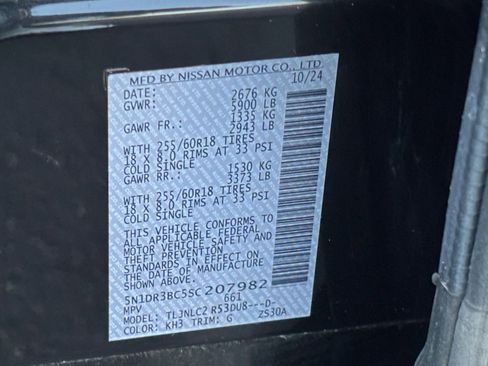 MFD BY NISSAN MOTOR CO., LTD.
DATE: 10/24
GVWR: 2676 KG
5900 LB
GAWR FR.: 1335 KG
2943 LB
WITH 255/60R18 TIRES
18 X 8.0 RIMS AT 33 PSI
COLD SINGLE
GAWR RR.: 1530 KG
3373 LB
WITH 255/60R18 TIRES
18 X 8.0 RIMS AT 33 PSI
COLD SINGLE
THIS VEHICLE CONFORMS TO
ALL APPLICABLE FEDERAL
MOTOR VEHICLE SAFETY AND
THEFT PREVENTION
STANDARDS IN EFFECT ON
THE DATE OF MANUFACTURE
5N1DR3BC5SC207982
MPV 661
MODEL: TLJNLC2 R53DU8---D-
COLOR: KH3 TRIM: G ZS30A